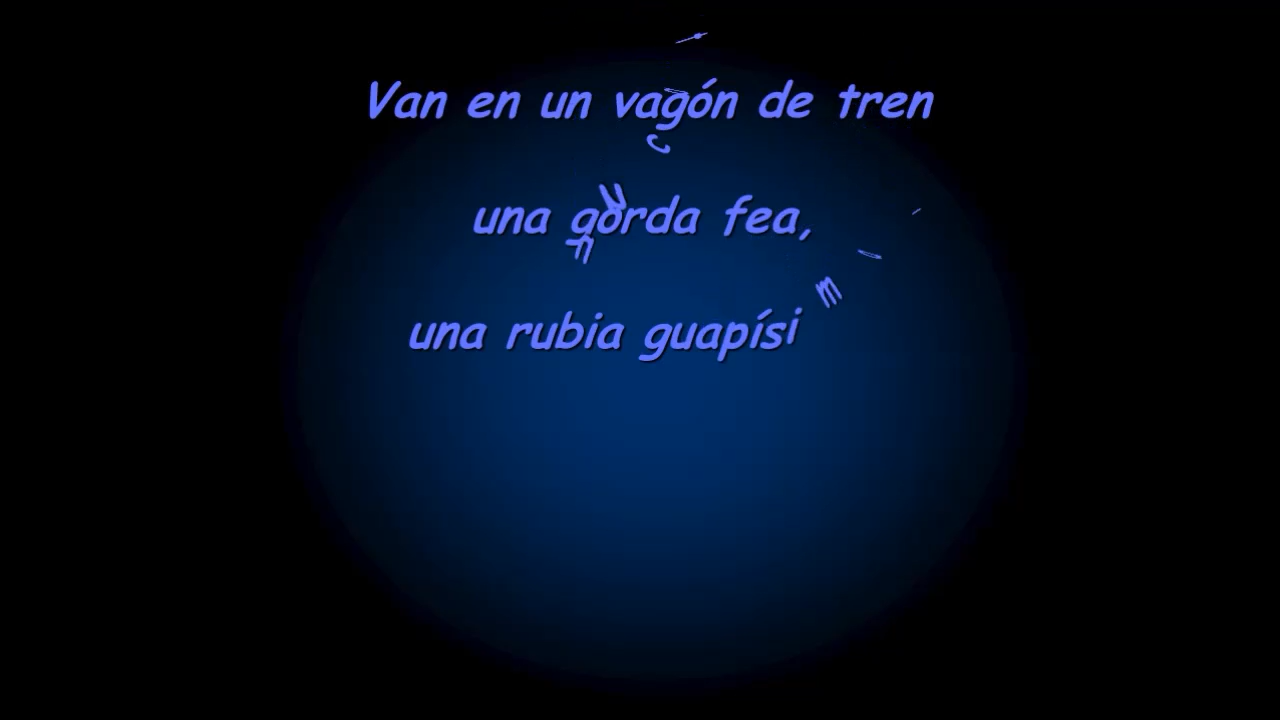 Van en un vagón de tren
una gorda fea,
una rubia guapísi m